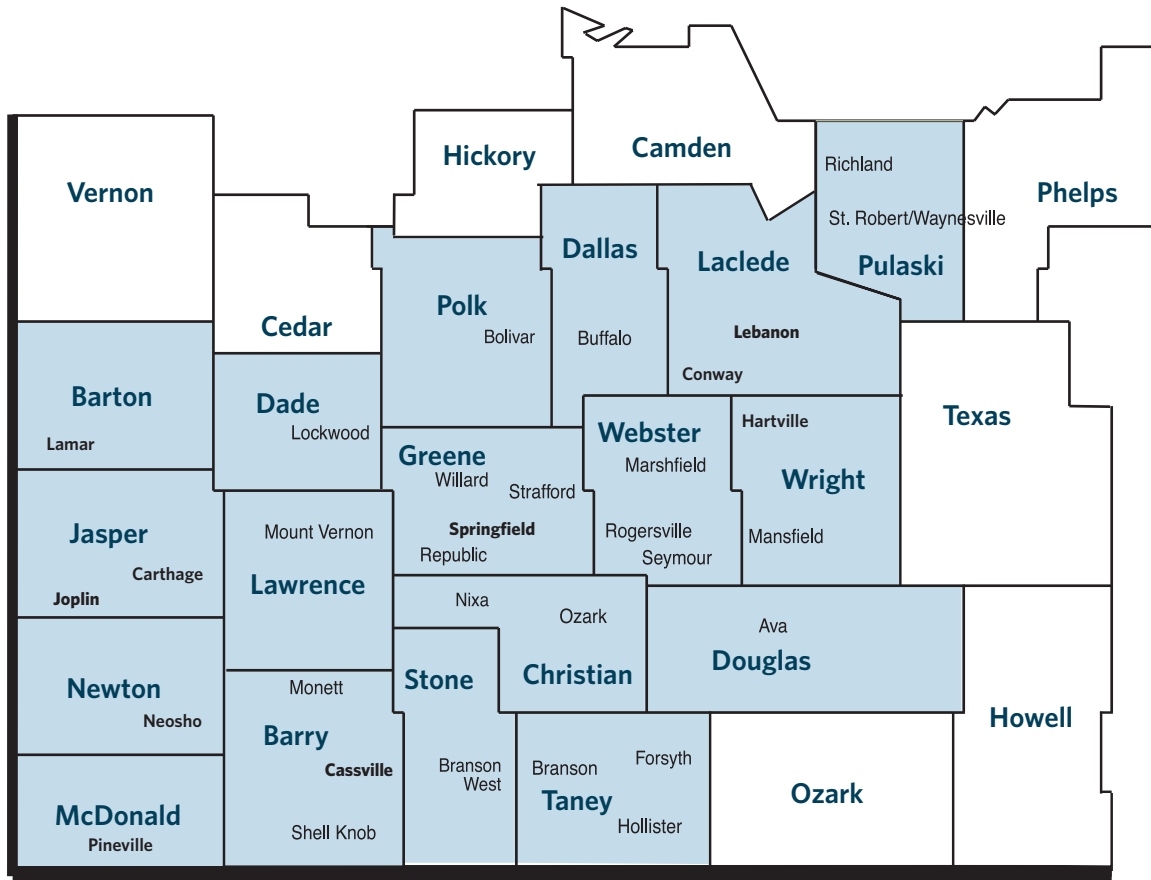 Hickory
Camden
Richland
Vernon
Phelps
St. Robert/Waynesville
Dallas
Laclede
Pulaski
Polk
Cedar
Bolivar
Buffalo
Lebanon
Conway
Barton
Dade
Texas
Lockwood
Lamar
Hartville
Webster
Greene
Marshfield
Willard
Wright
Strafford
Springfield
Mount Vernon
Rogersville
Mansfield
Jasper
Republic
Seymour
Carthage
Lawrence
Joplin
Nixa
Ozark
Ava
Douglas
Stone
Christian
Newton
Monett
Neosho
Howell
Barry
Cassville
Branson
West
Branson
Forsyth
Ozark
Taney
McDonald
Shell Knob
Hollister
Pineville